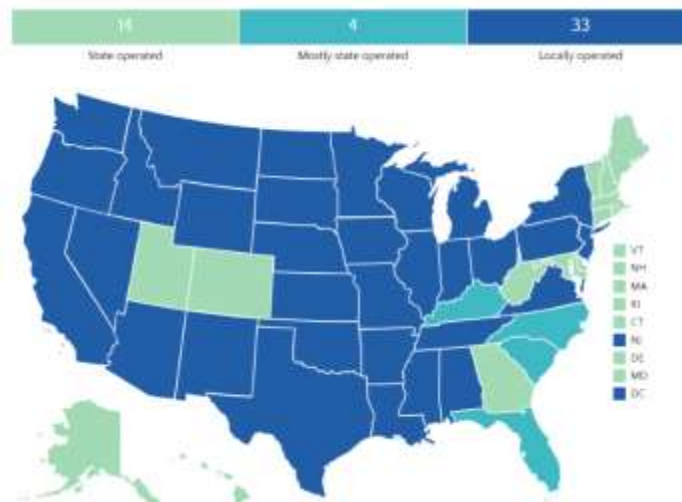 14 4 33
State operated Mostly state operated Locally operated
VT
NH
MA
RI
CT
NJ
DE
MD
DC